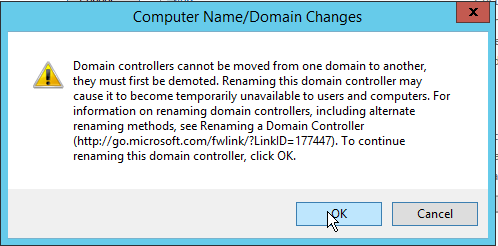 Computer Name/Domain Changes
x
Domain controllers cannot be moved from one domain to another,
they must first be demoted. Renaming this domain controller may
cause it to become temporarily unavailable to users and computers. For
information on renaming domain controllers, including alternate
renaming methods, see Renaming a Domain Controller
(http://go.microsoft.com/fwlink/?LinkID=177447). To continue
renaming this domain controller, click OK.
OK
Cancel